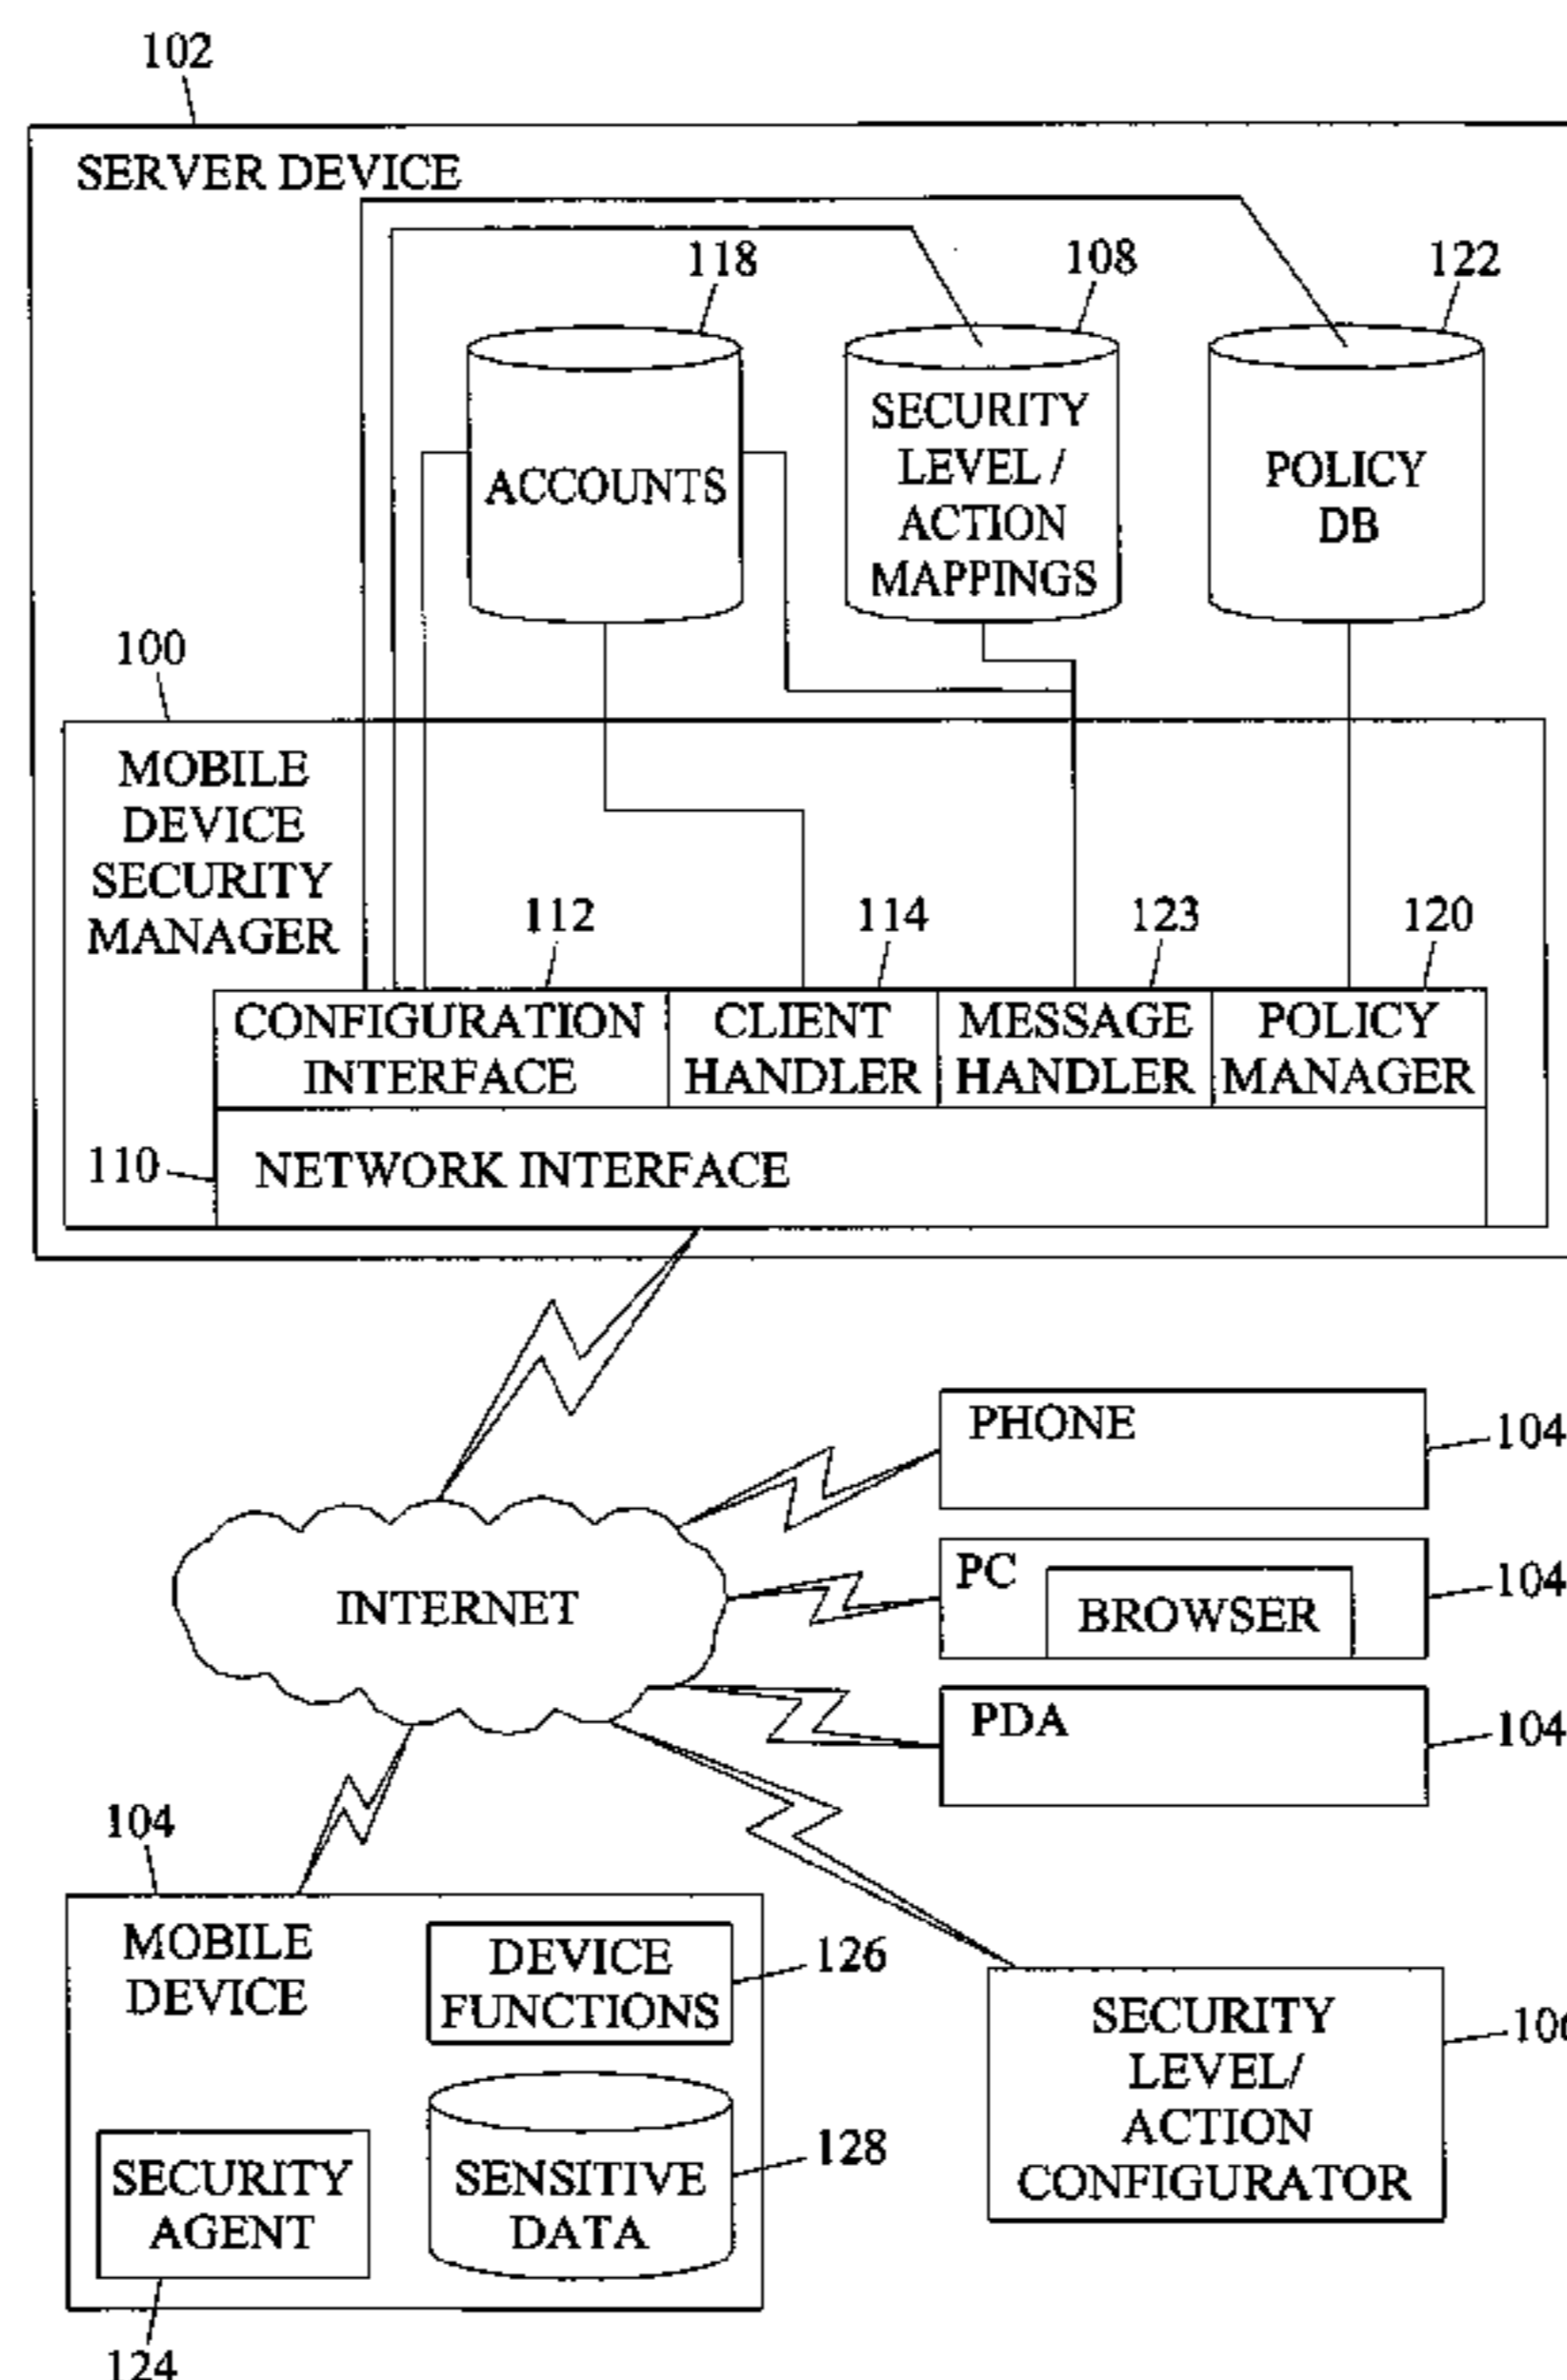 102
SERVER DEVICE
118
108
122
ACCOUNTS
SECURITY
LEVEL /
ACTION
MAPPINGS
POLICY
DB
100
MOBILE
DEVICE
SECURITY
MANAGER
112
114
123
120
CONFIGURATION
INTERFACE
CLIENT
HANDLER
MESSAGE
HANDLER
POLICY
MANAGER
110
NETWORK INTERFACE
PHONE
104
PC
BROWSER
104
INTERNET
PDA
104
104
MOBILE
DEVICE
DEVICE
FUNCTIONS
126
SECURITY
LEVEL/
ACTION
CONFIGURATOR
106
SECURITY
AGENT
SENSITIVE
DATA
128
124